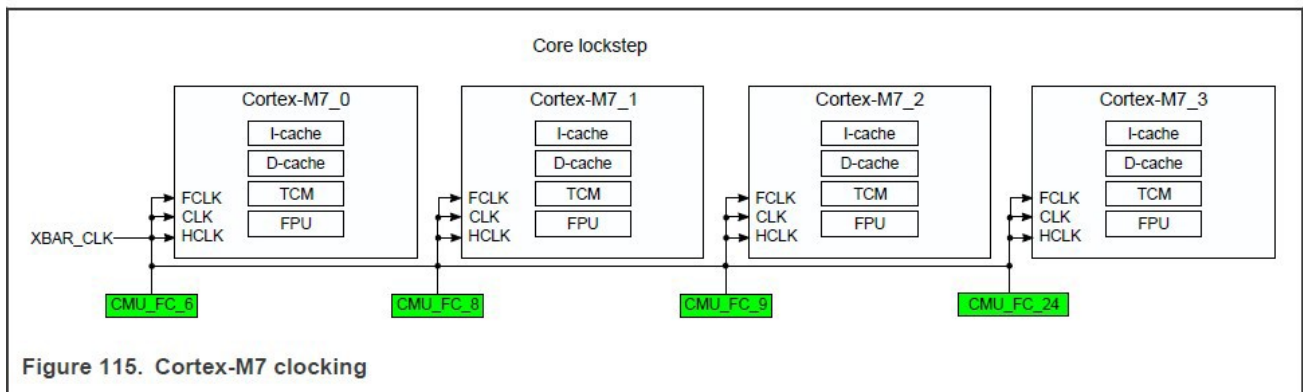 Core lockstep
Cortex-M7_0
I-cache
D-cache
TCM
FPU
FCLK
CLK
HCLK
Cortex-M7_1
I-cache
D-cache
TCM
FPU
FCLK
CLK
HCLK
Cortex-M7_2
I-cache
D-cache
TCM
FPU
FCLK
CLK
HCLK
Cortex-M7_3
I-cache
D-cache
TCM
FPU
FCLK
CLK
HCLK
XBAR_CLK
CMU_FC_6
CMU_FC_8
CMU_FC_9
CMU_FC_24
Figure 115. Cortex-M7 clocking